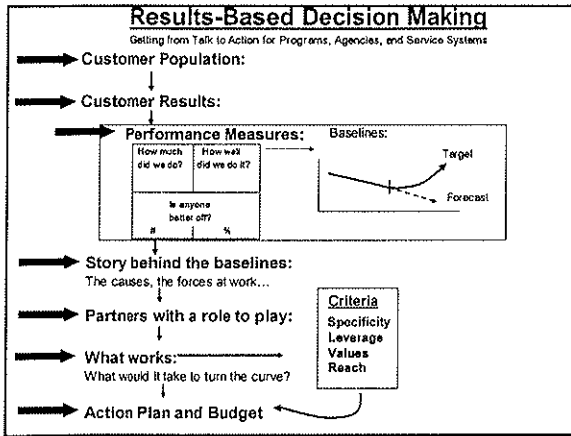 Results-Based Decision Making
Getting from Talk to Action for Programs, Agencies, and Service Systems
Customer Population:
Customer Results:
Performance Measures:
Baselines:
How much
did we do?
How well
did we do it?
Is anyone
better off?
#
%
Target
Forecast
Story behind the baselines:
The causes, the forces at work...
Partners with a role to play:
What works:
What would it take to turn the curve?
Criteria
Specificity
Leverage
Values
Reach
Action Plan and Budget